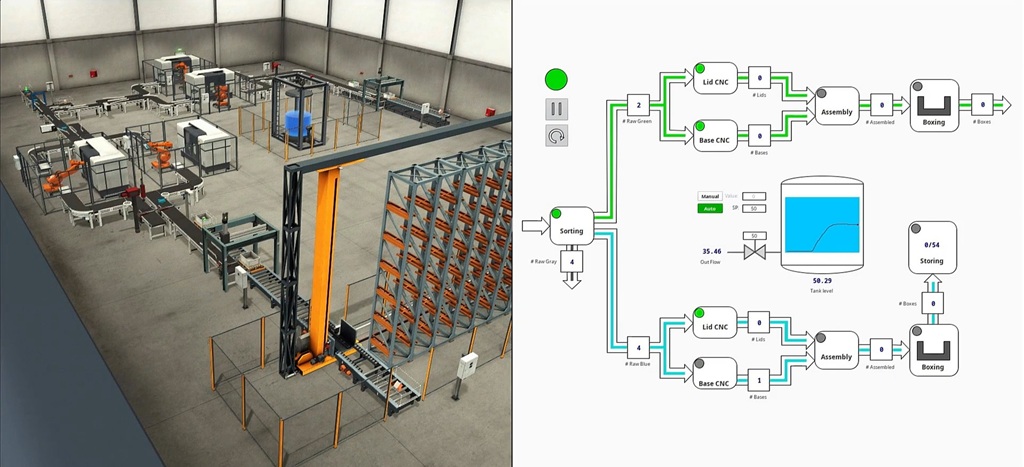 Lid CNC
0
# Lids
2
# Raw Green
Base CNC
0
# Bases
Assembly
0
# Assembled
Boxing
0
# Boxes
Manual
Valve
Auto
SP
50
Sorting
# Raw Gray
4
35.46
Out Flow
50
50.29
Tank level
0/54
Storing
# Boxes
0
Lid CNC
0
# Lids
4
# Raw Blue
Base CNC
1
# Bases
Assembly
0
# Assembled
Boxing